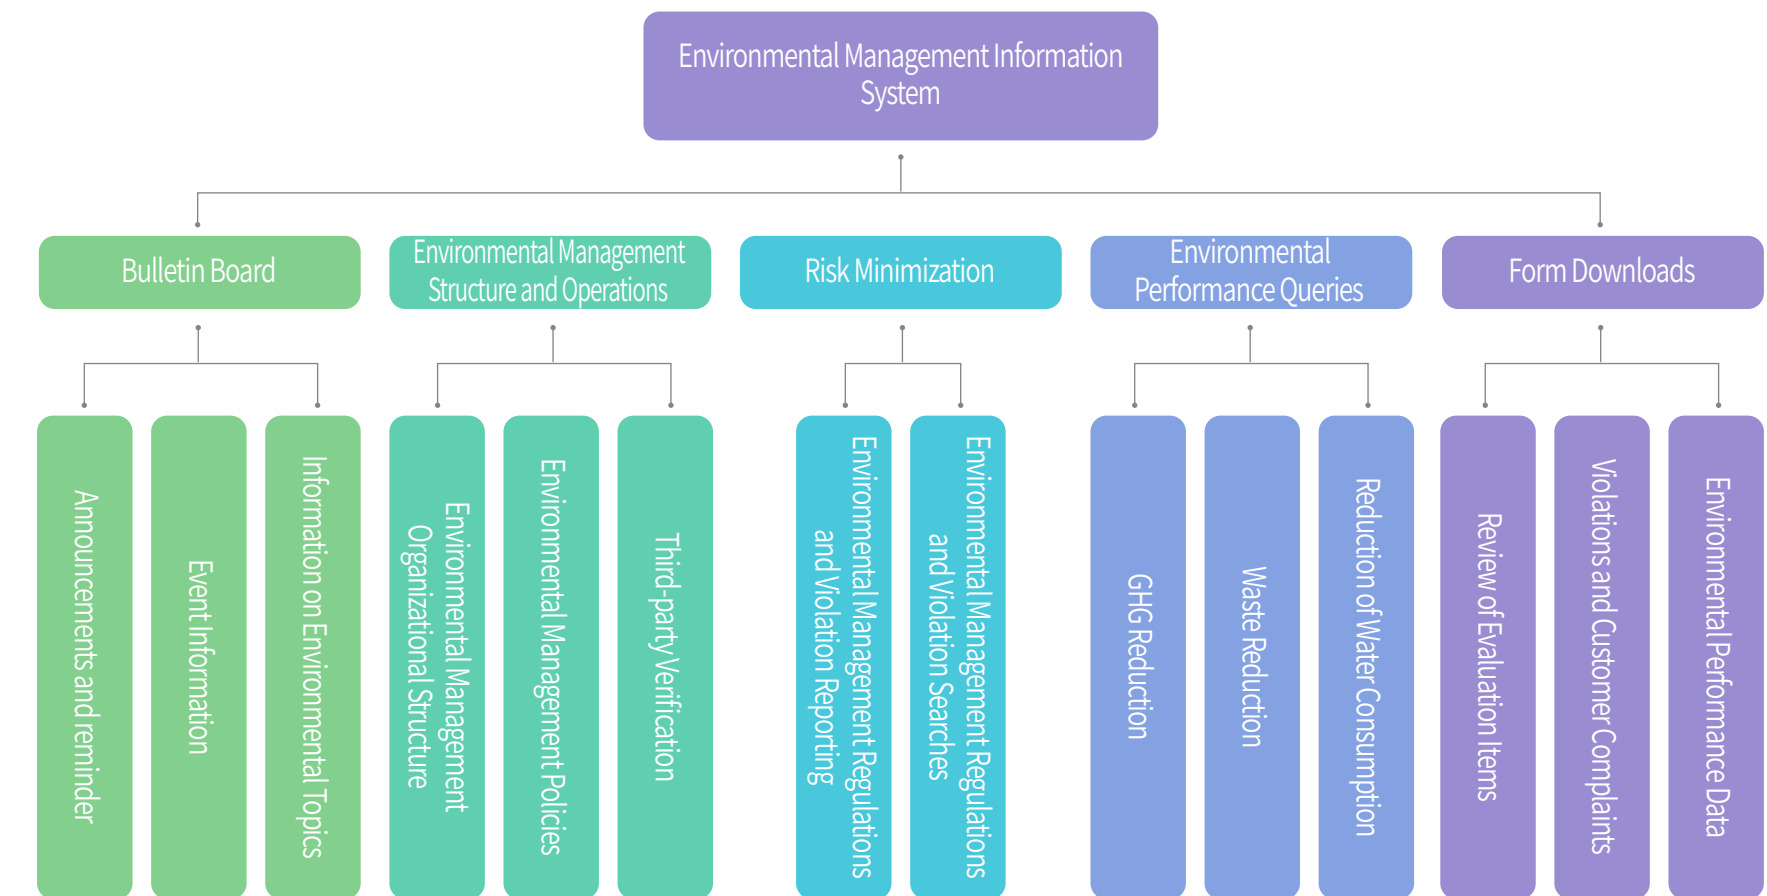 Environmental Management Information
System
Bulletin Board
Environmental Management
Structure and Operations
Risk Minimization
Environmental
Performance Queries
Form Downloads
Announcements and reminder
Event Information
Information on Environmental Topics
Environmental Management
Organizational Structure
Environmental Management Policies
Third-party Verification
Environmental Management Regulations
and Violation Reporting
Environmental Management Regulations
and Violation Searches
GHG Reduction
Waste Reduction
Reduction of Water Consumption
Review of Evaluation Items
Violations and Customer Complaints
Environmental Performance Data